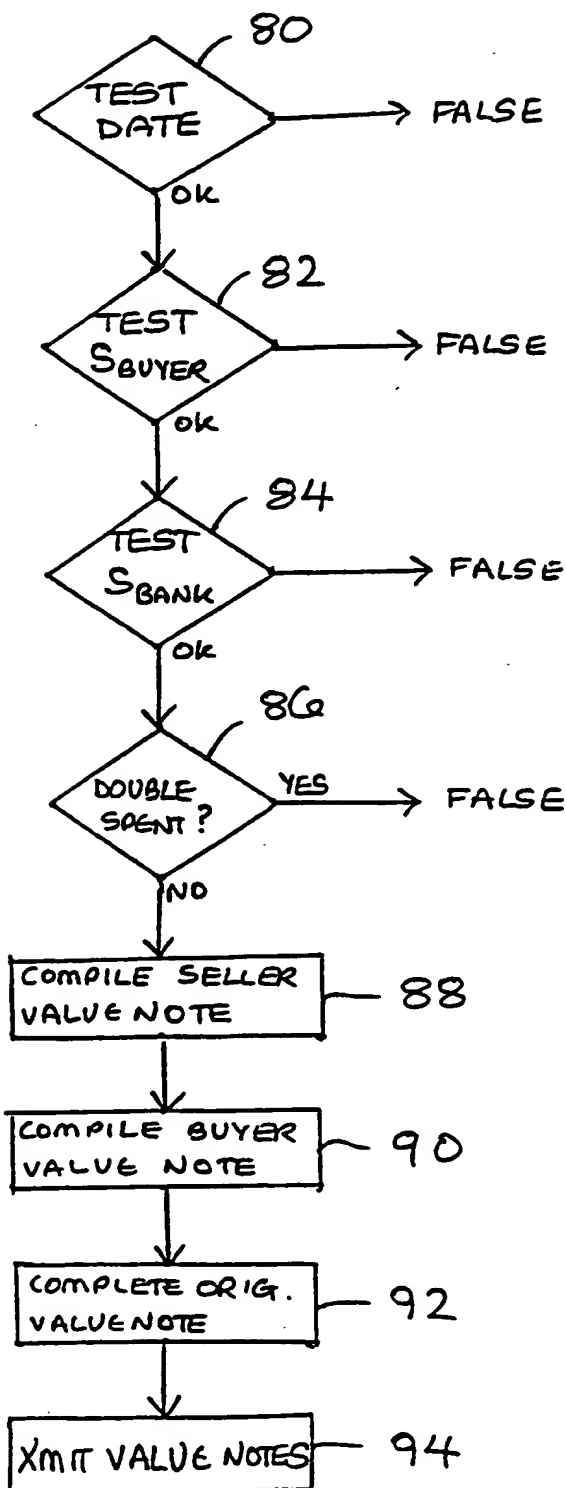 80
TEST
DATE
FALSE
OK
82
TEST
SBUYER
FALSE
OK
84
TEST
SBANK
FALSE
OK
86
DOUBLE
SPENT?
YES
FALSE
NO
COMPILE SELLER
VALUE NOTE
88
COMPILE BUYER
VALUE NOTE
90
COMPLETE ORIG.
VALUE NOTE
92
XMIT VALUE NOTES
94